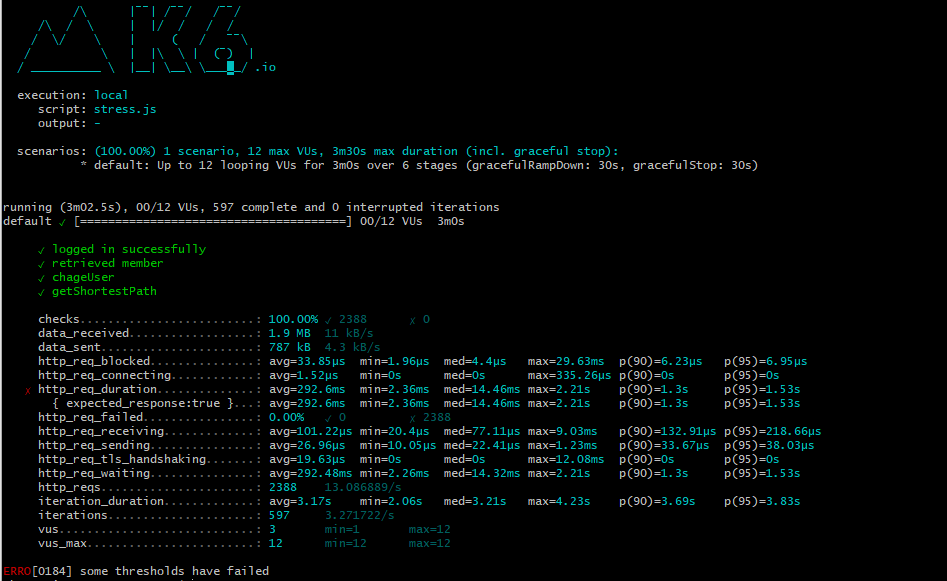 .io
execution: local
script: stress.js
output: -
scenarios: (100.00%) 1 scenario, 12 max VUs, 3m30s max duration (incl. graceful stop):
* default: Up to 12 looping VUs for 3m0s over 6 stages (gracefulRampDown: 30s, gracefulStop: 30s)
running (3m02.5s), 00/12 VUs, 597 complete and 0 interrupted iterations
default ✓ [======================================] 00/12 VUs  3m0s
✓ logged in successfully
✓ retrieved member
✓ chageUser
✓ getShortestPath
checks.........................: 100.00% ✓ 2388      ✗ 0
data_received..................: 1.9 MB  11 kB/s
data_sent......................: 787 kB  4.3 kB/s
http_req_blocked...............: avg=33.85µs  min=1.96µs  med=4.4µs   max=29.63ms  p(90)=6.23µs   p(95)=6.95µs
http_req_connecting............: avg=1.52µs   min=0s      med=0s      max=335.26µs p(90)=0s       p(95)=0s
✗ http_req_duration..............: avg=292.6ms  min=2.36ms  med=14.46ms max=2.21s    p(90)=1.3s     p(95)=1.53s
{ expected_response:true }...: avg=292.6ms  min=2.36ms  med=14.46ms max=2.21s    p(90)=1.3s     p(95)=1.53s
http_req_failed................: 0.00%   ✓ 0         ✗ 2388
http_req_receiving.............: avg=101.22µs min=20.4µs  med=77.11µs max=9.03ms   p(90)=132.91µs p(95)=218.66µs
http_req_sending...............: avg=26.96µs  min=10.05µs med=22.41µs max=1.23ms   p(90)=33.67µs  p(95)=38.03µs
http_req_tls_handshaking.......: avg=19.63µs  min=0s      med=0s      max=12.08ms  p(90)=0s       p(95)=0s
http_req_waiting...............: avg=292.48ms min=2.26ms  med=14.32ms max=2.21s    p(90)=1.3s     p(95)=1.53s
http_reqs......................: 2388    13.086889/s
iteration_duration.............: avg=3.17s    min=2.06s   med=3.21s   max=4.23s    p(90)=3.69s    p(95)=3.83s
iterations.....................: 597     3.271722/s
vus............................: 3       min=1       max=12
vus_max........................: 12      min=12      max=12
ERRO[0184] some thresholds have failed